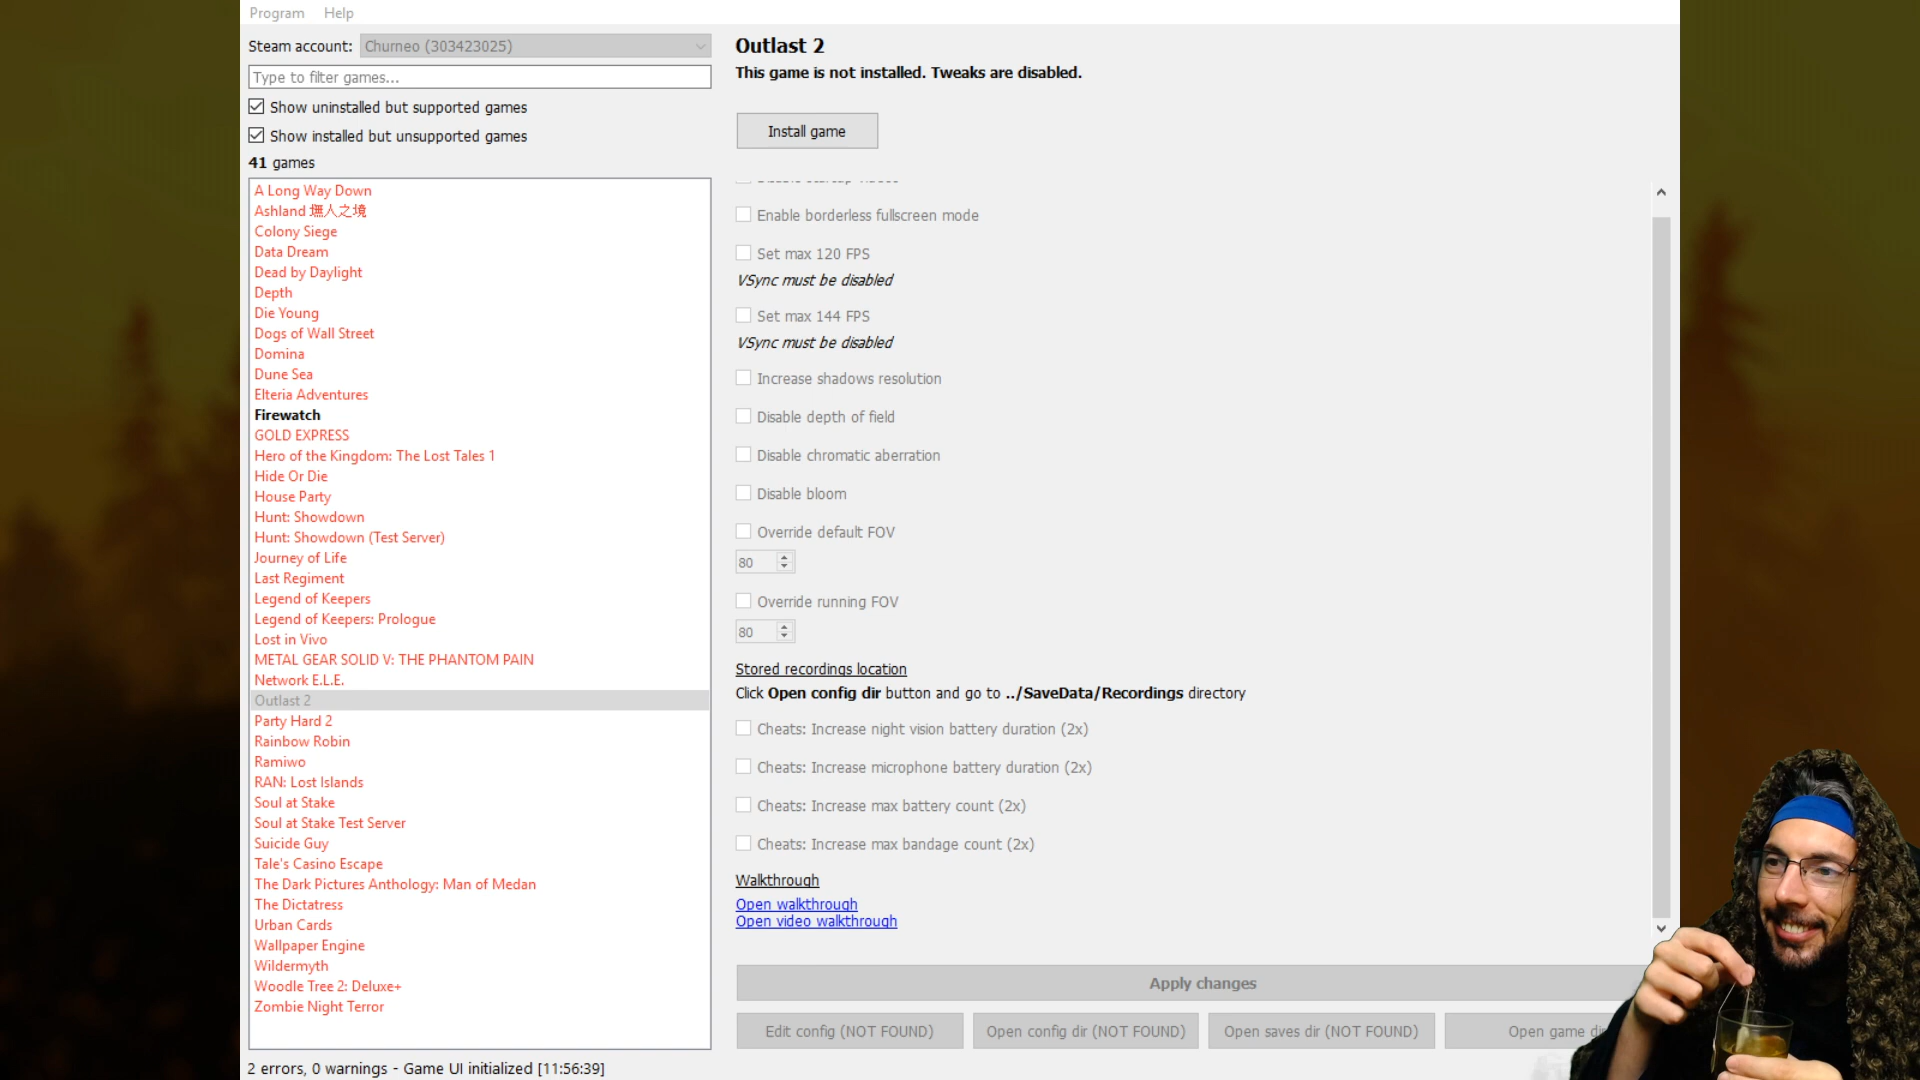 Program Help
Steam account: Churneo (303423025)
Type to filter games...
Show uninstalled but supported games
Show installed but unsupported games
41 games
A Long Way Down
Ashland 憮人之境
Colony Siege
Data Dream
Dead by Daylight
Depth
Die Young
Dogs of Wall Street
Domina
Dune Sea
Elteria Adventures
Firewatch
GOLD EXPRESS
Hero of the Kingdom: The Lost Tales 1
Hide Or Die
House Party
Hunt: Showdown
Hunt: Showdown (Test Server)
Journey of Life
Last Regiment
Legend of Keepers
Legend of Keepers: Prologue
Lost in Vivo
METAL GEAR SOLID V: THE PHANTOM PAIN
Network E.L.E.
Outlast 2
Party Hard 2
Rainbow Robin
Ramiwo
RAN: Lost Islands
Soul at Stake
Soul at Stake Test Server
Suicide Guy
Tale's Casino Escape
The Dark Pictures Anthology: Man of Medan
The Dictatress
Urban Cards
Wallpaper Engine
Wildermyth
Woodle Tree 2: Deluxe+
Zombie Night Terror
2 errors, 0 warnings - Game UI initialized [11:56:39]
Outlast 2
This game is not installed. Tweaks are disabled.
Install game
Enable borderless fullscreen mode
Set max 120 FPS
VSync must be disabled
Set max 144 FPS
VSync must be disabled
Increase shadows resolution
Disable depth of field
Disable chromatic aberration
Disable bloom
Override default FOV
80
Override running FOV
80
Stored recordings location
Click Open config dir button and go to ../SaveData/Recordings directory
Cheats: Increase night vision battery duration (2x)
Cheats: Increase microphone battery duration (2x)
Cheats: Increase max battery count (2x)
Cheats: Increase max bandage count (2x)
Walkthrough
Open walkthrough
Open video walkthrough
Apply changes
Edit config (NOT FOUND) Open config dir (NOT FOUND) Open saves dir (NOT FOUND) Open game